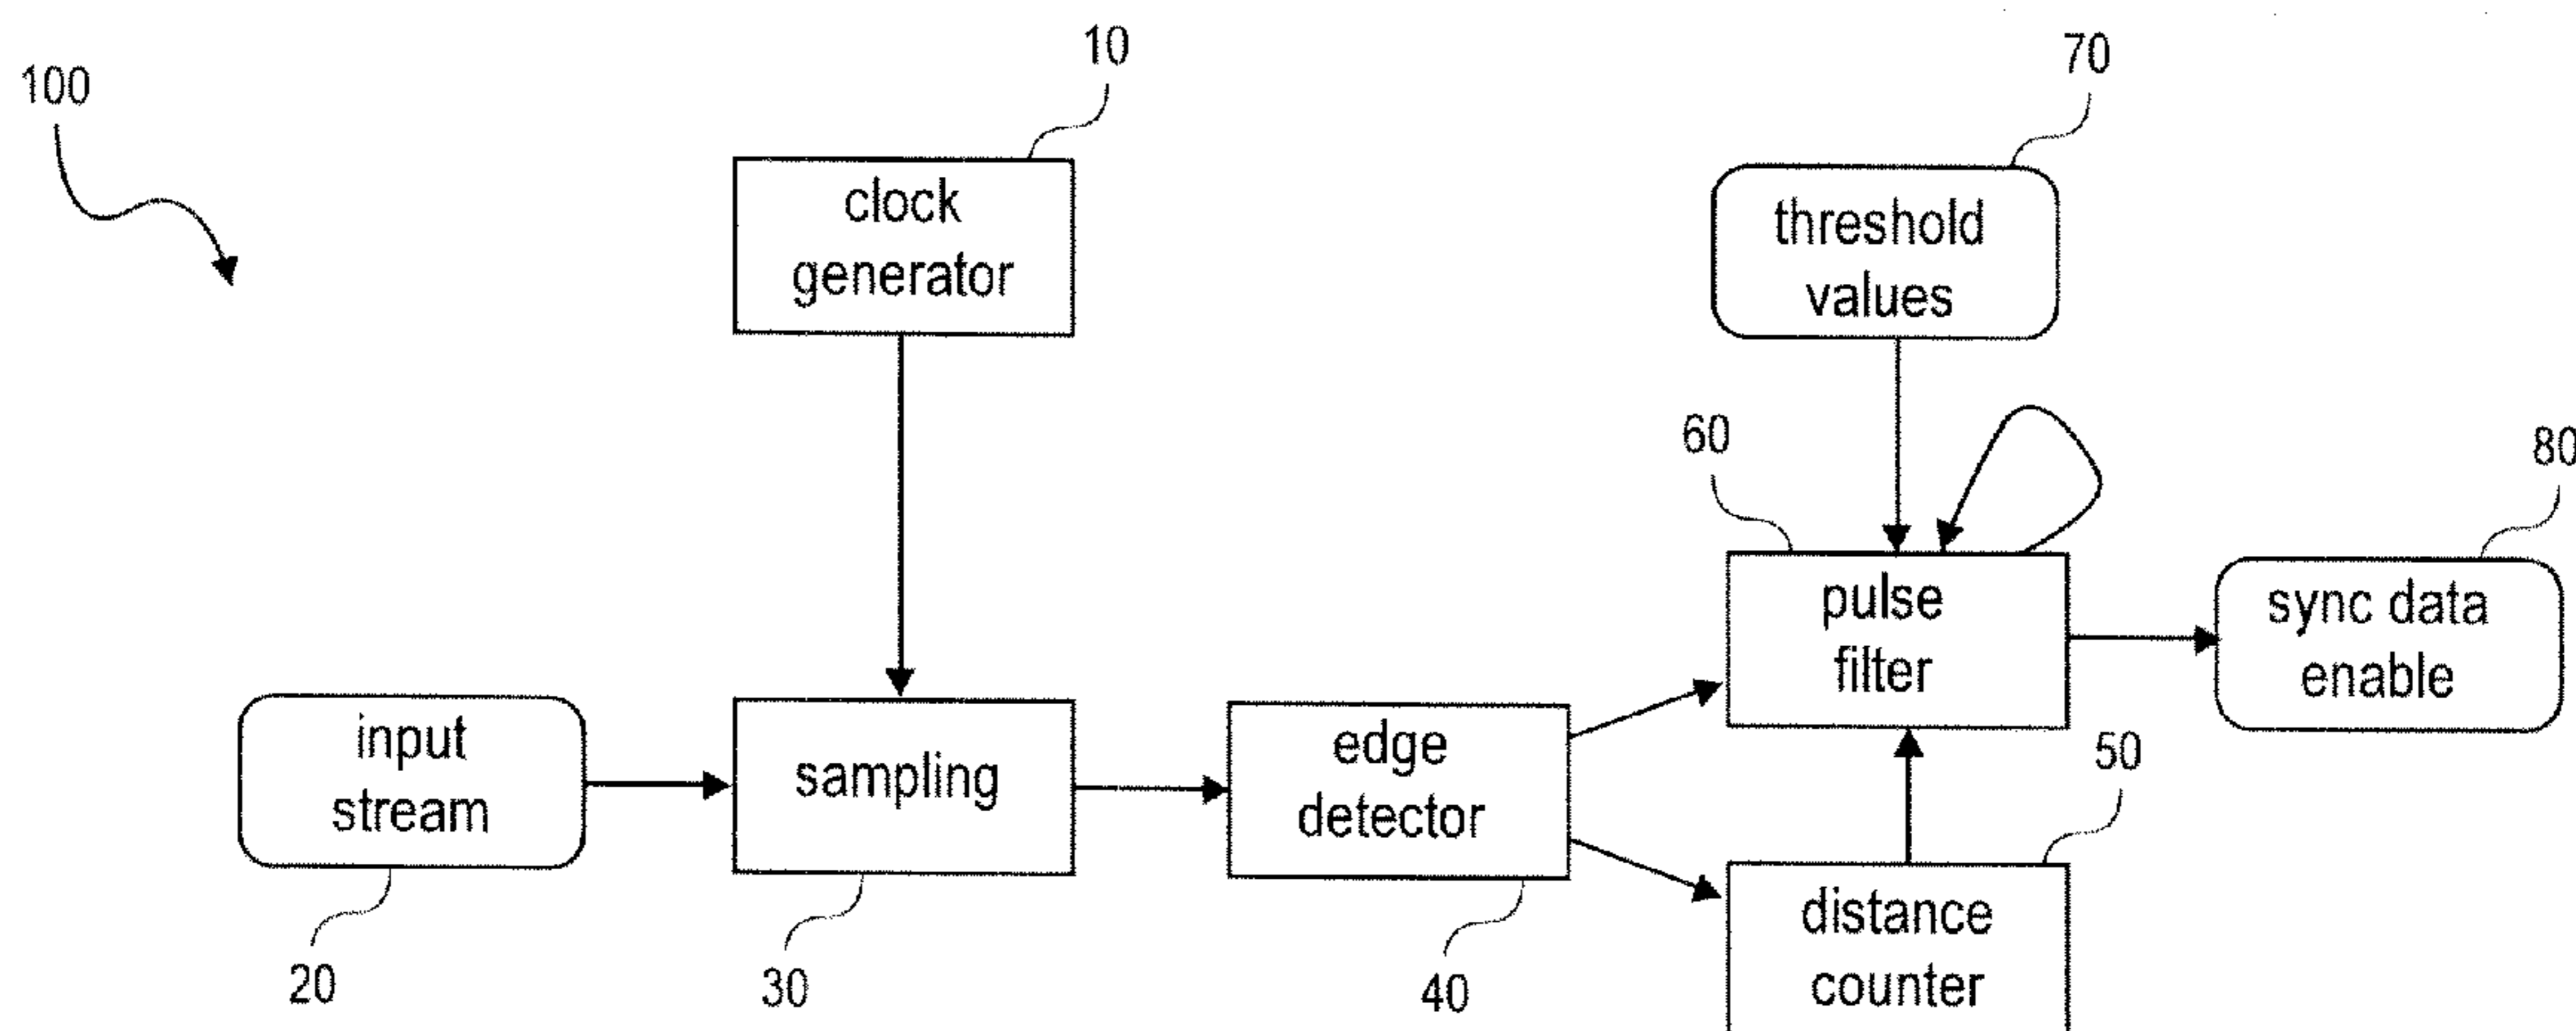 100
10
clock
generator
70
threshold
values
60
80
pulse
filter
sync data
enable
input
stream
20
sampling
30
edge
detector
40
50
distance
counter